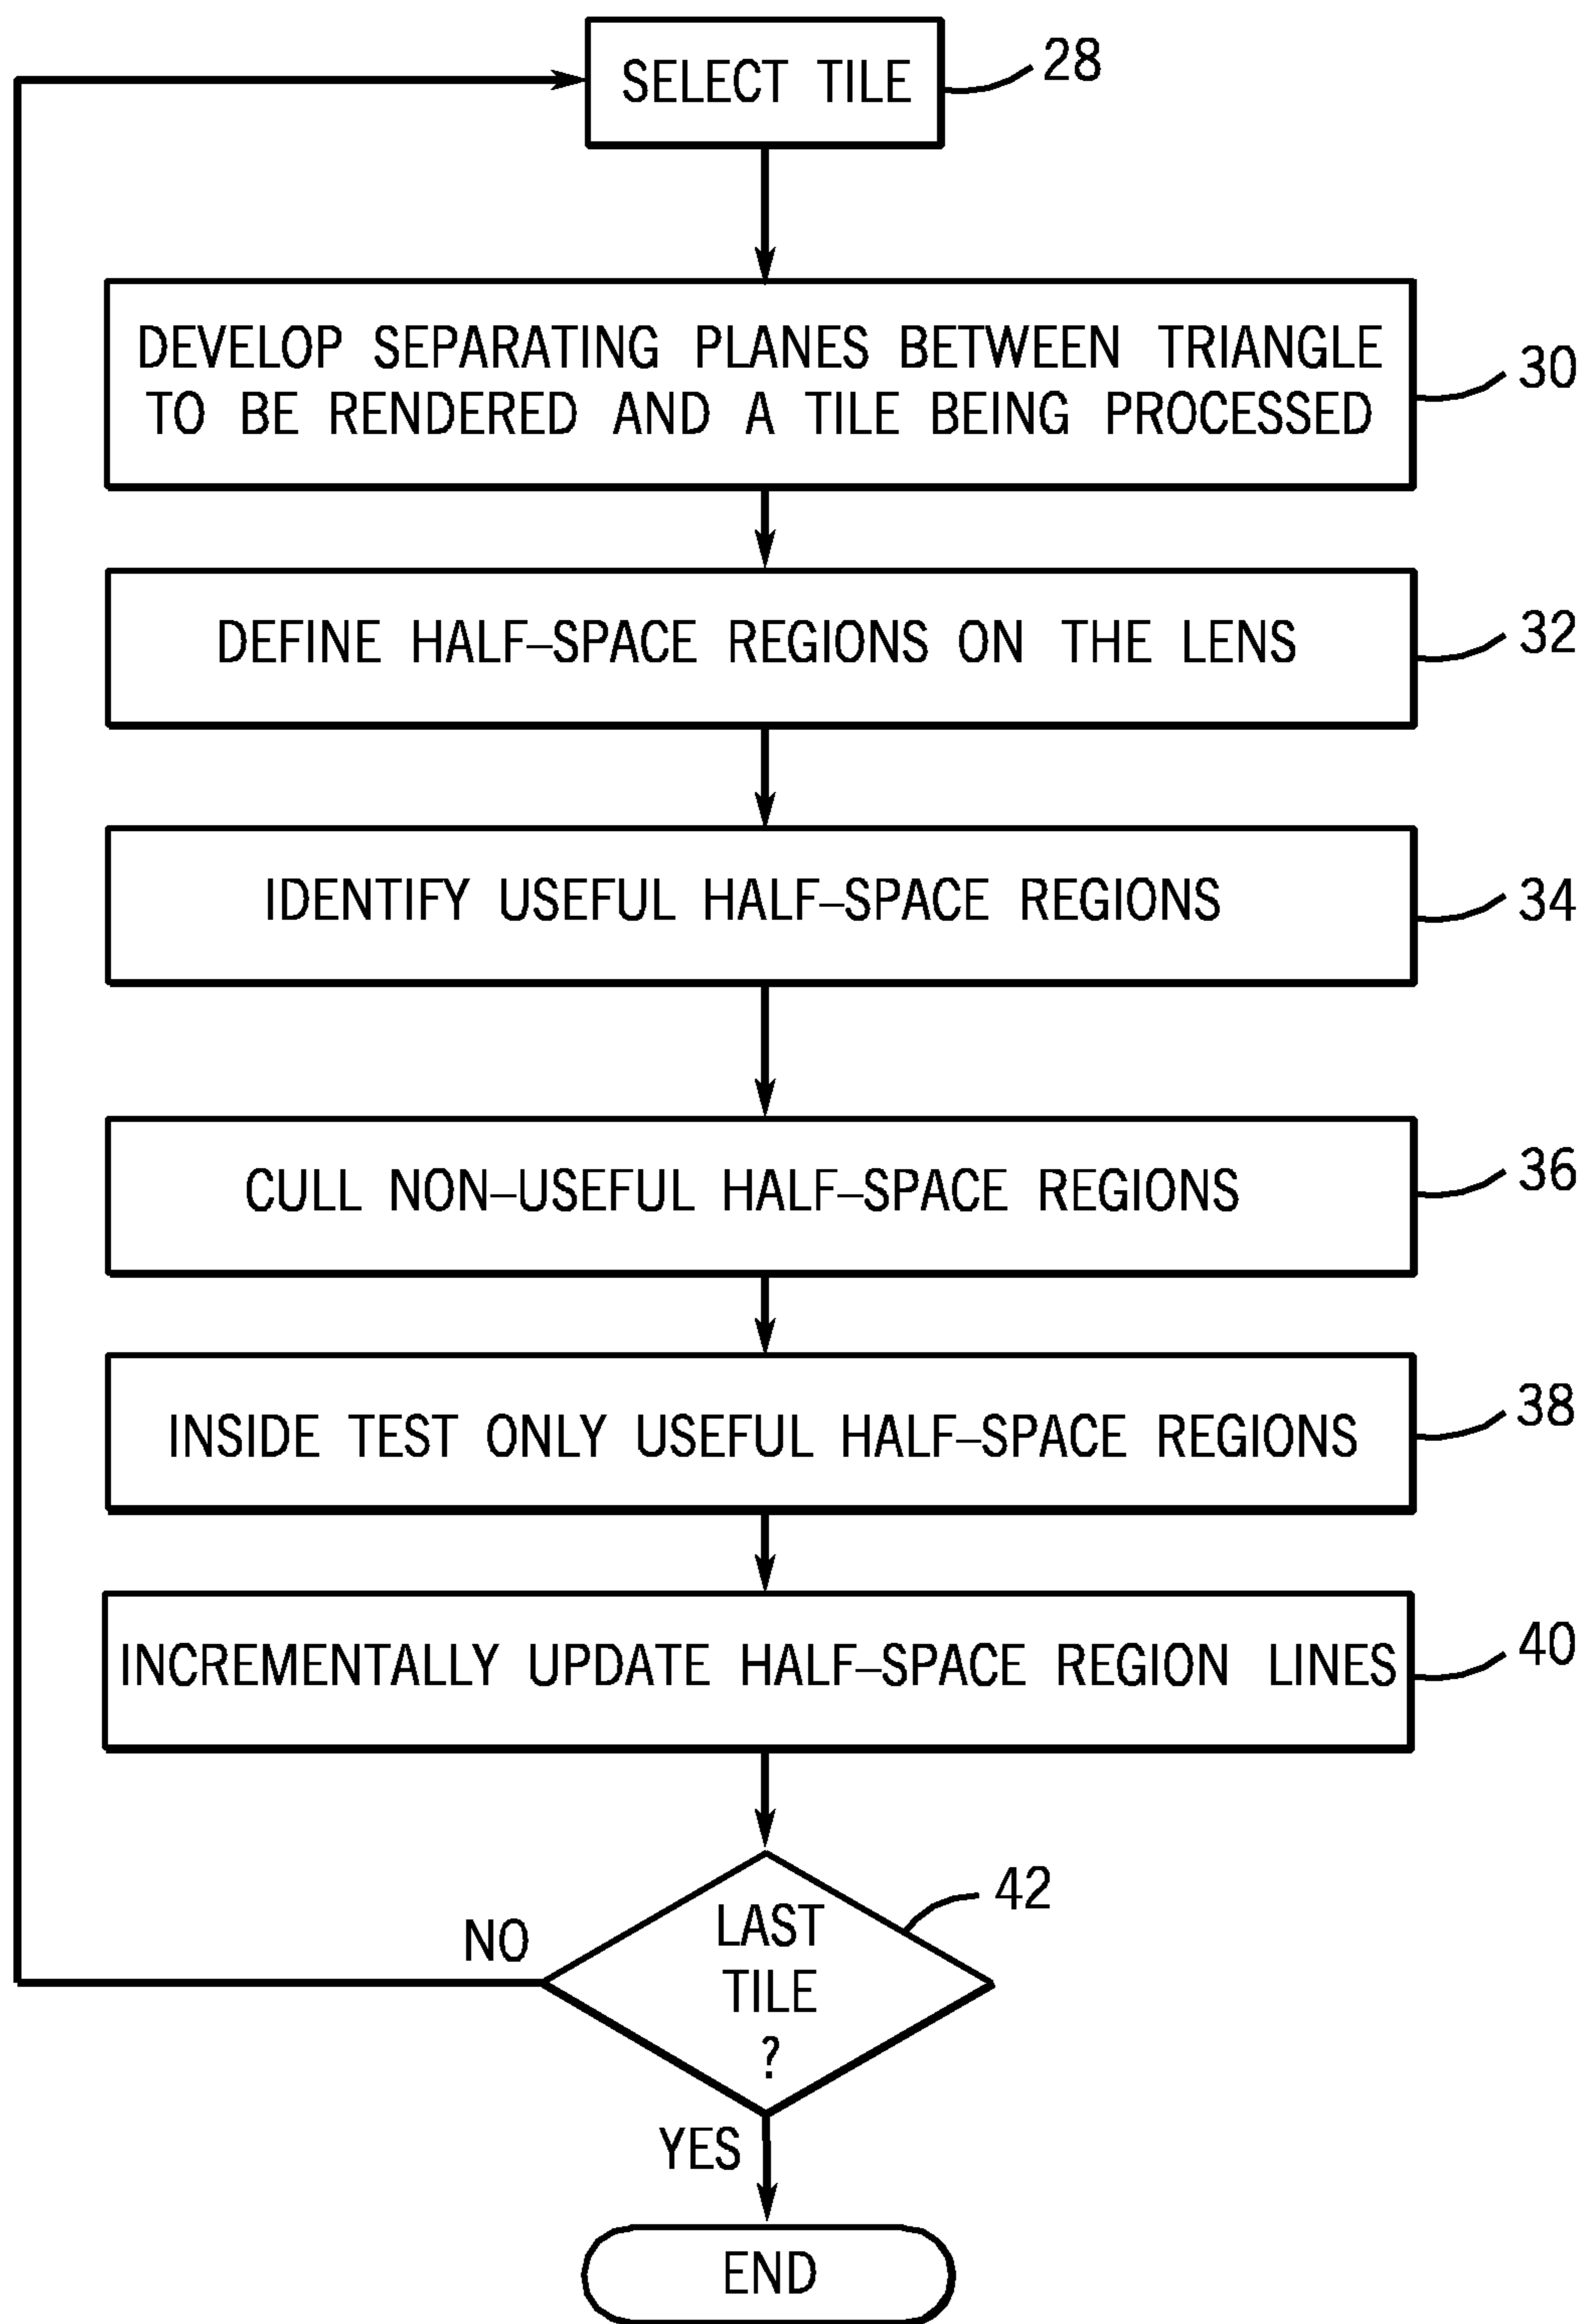 SELECT TILE
28
DEVELOP SEPARATING PLANES BETWEEN TRIANGLE
TO BE RENDERED AND A TILE BEING PROCESSED
30
DEFINE HALF–SPACE REGIONS ON THE LENS
32
IDENTIFY USEFUL HALF–SPACE REGIONS
34
CULL NON–USEFUL HALF–SPACE REGIONS
36
INSIDE TEST ONLY USEFUL HALF–SPACE REGIONS
38
INCREMENTALLY UPDATE HALF–SPACE REGION LINES
40
LAST
TILE
?
42
NO
YES
END